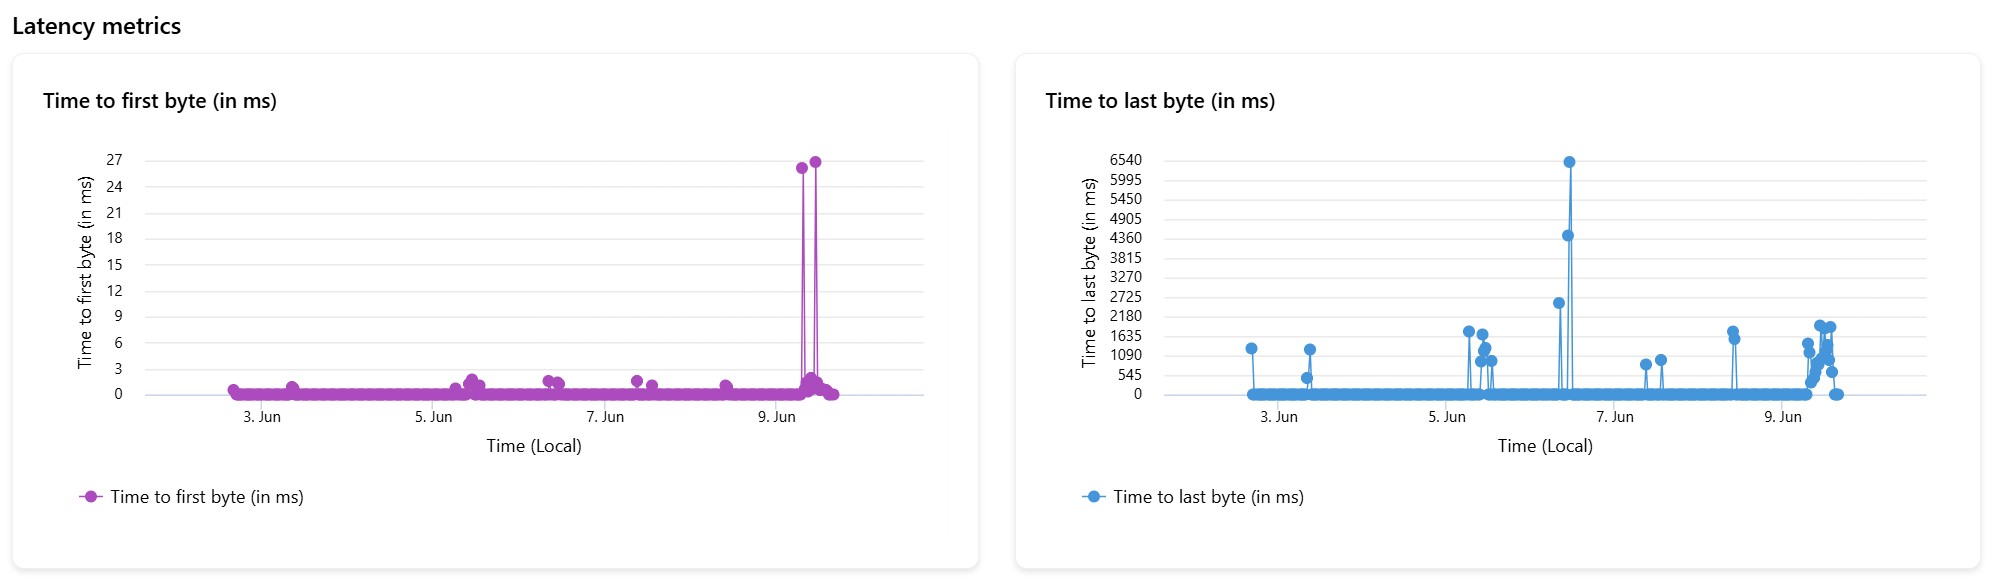 Latency metrics
Time to first byte (in ms)
Time to first byte (in ms)
27
24
21
18
15
12
9
6
3
0
3. Jun
5. Jun
7. Jun
9. Jun
Time (Local)
Time to first byte (in ms)
Time to last byte (in ms)
Time to last byte (in ms)
6540
5995
5450
4905
4360
3815
3270
2725
2180
1635
1090
545
0
3. Jun
5. Jun
7. Jun
9. Jun
Time (Local)
Time to last byte (in ms)